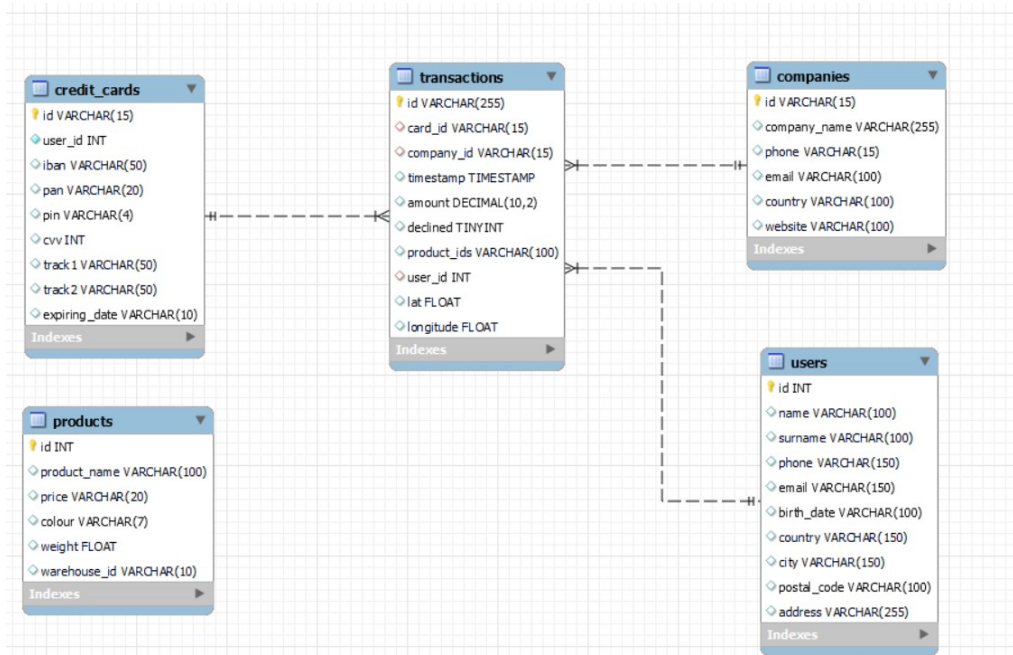 credit_cards
id VARCHAR(15)
user_id INT
iban VARCHAR(50)
pan VARCHAR(20)
pin VARCHAR(4)
cvv INT
track1 VARCHAR(50)
track2 VARCHAR(50)
expiring_date VARCHAR(10)
Indexes
transactions
id VARCHAR(255)
card_id VARCHAR(15)
company_id VARCHAR(15)
timestamp TIMESTAMP
amount DECIMAL(10,2)
declined TINYINT
product_ids VARCHAR(100)
user_id INT
lat FLOAT
longitude FLOAT
Indexes
companies
id VARCHAR(15)
company_name VARCHAR(255)
phone VARCHAR(15)
email VARCHAR(100)
country VARCHAR(100)
website VARCHAR(100)
Indexes
products
id INT
product_name VARCHAR(100)
price VARCHAR(20)
colour VARCHAR(7)
weight FLOAT
warehouse_id VARCHAR(10)
Indexes
users
id INT
name VARCHAR(100)
surname VARCHAR(100)
phone VARCHAR(150)
email VARCHAR(150)
birth_date VARCHAR(100)
country VARCHAR(150)
city VARCHAR(150)
postal_code VARCHAR(100)
address VARCHAR(255)
Indexes